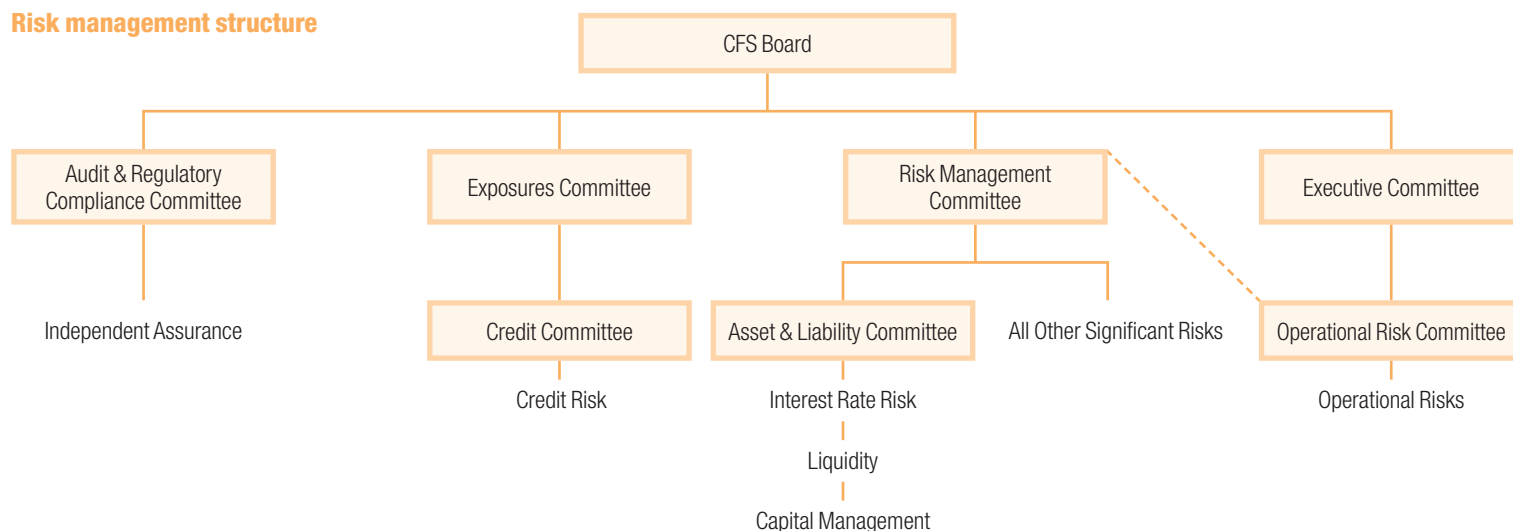 Risk management structure
CFS Board
Audit & Regulatory
Compliance Committee
Exposures Committee
Risk Management
Committee
Executive Committee
Independent Assurance
Credit Committee
Asset & Liability Committee
All Other Significant Risks
Operational Risk Committee
Credit Risk
Interest Rate Risk
Operational Risks
Liquidity
Capital Management